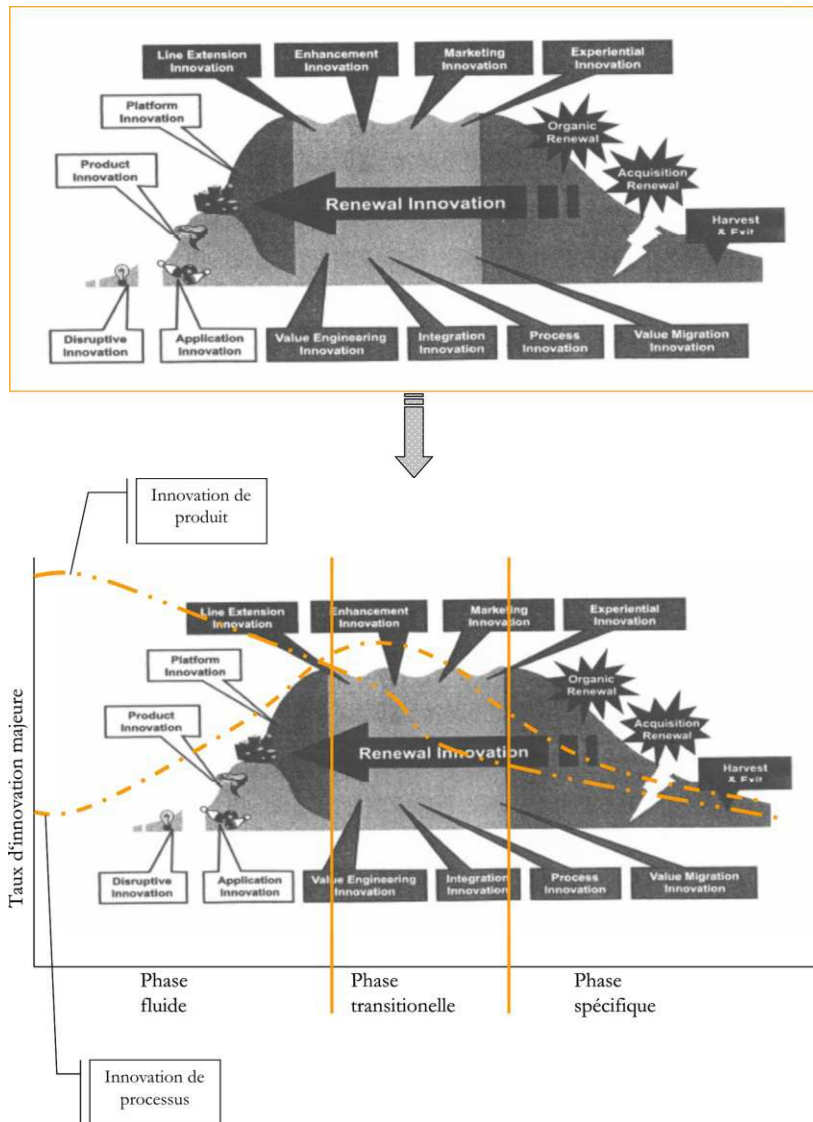 Line Extension
Innovation
Enhancement
Innovation
Marketing
Innovation
Experiential
Innovation
Platform
Innovation
Product
Innovation
Organic
Renewal
Acquisition
Renewal
Renewal Innovation
Harvest
& Exit
Disruptive
Innovation
Application
Innovation
Value Engineering
Innovation
Integration
Innovation
Process
Innovation
Value Migration
Innovation
Innovation de
produit
Taux d'innovation majeure
Line Extension
Innovation
Enhancement
Innovation
Marketing
Innovation
Experiential
Innovation
Platform
Innovation
Product
Innovation
Organic
Renewal
Acquisition
Renewal
Renewal Innovation
Harvest
& Exit
Disruptive
Innovation
Application
Innovation
Value Engineering
Innovation
Integration
Innovation
Process
Innovation
Value Migration
Innovation
Phase
fluide
Phase
transitionelle
Phase
spécifique
Innovation de
processus